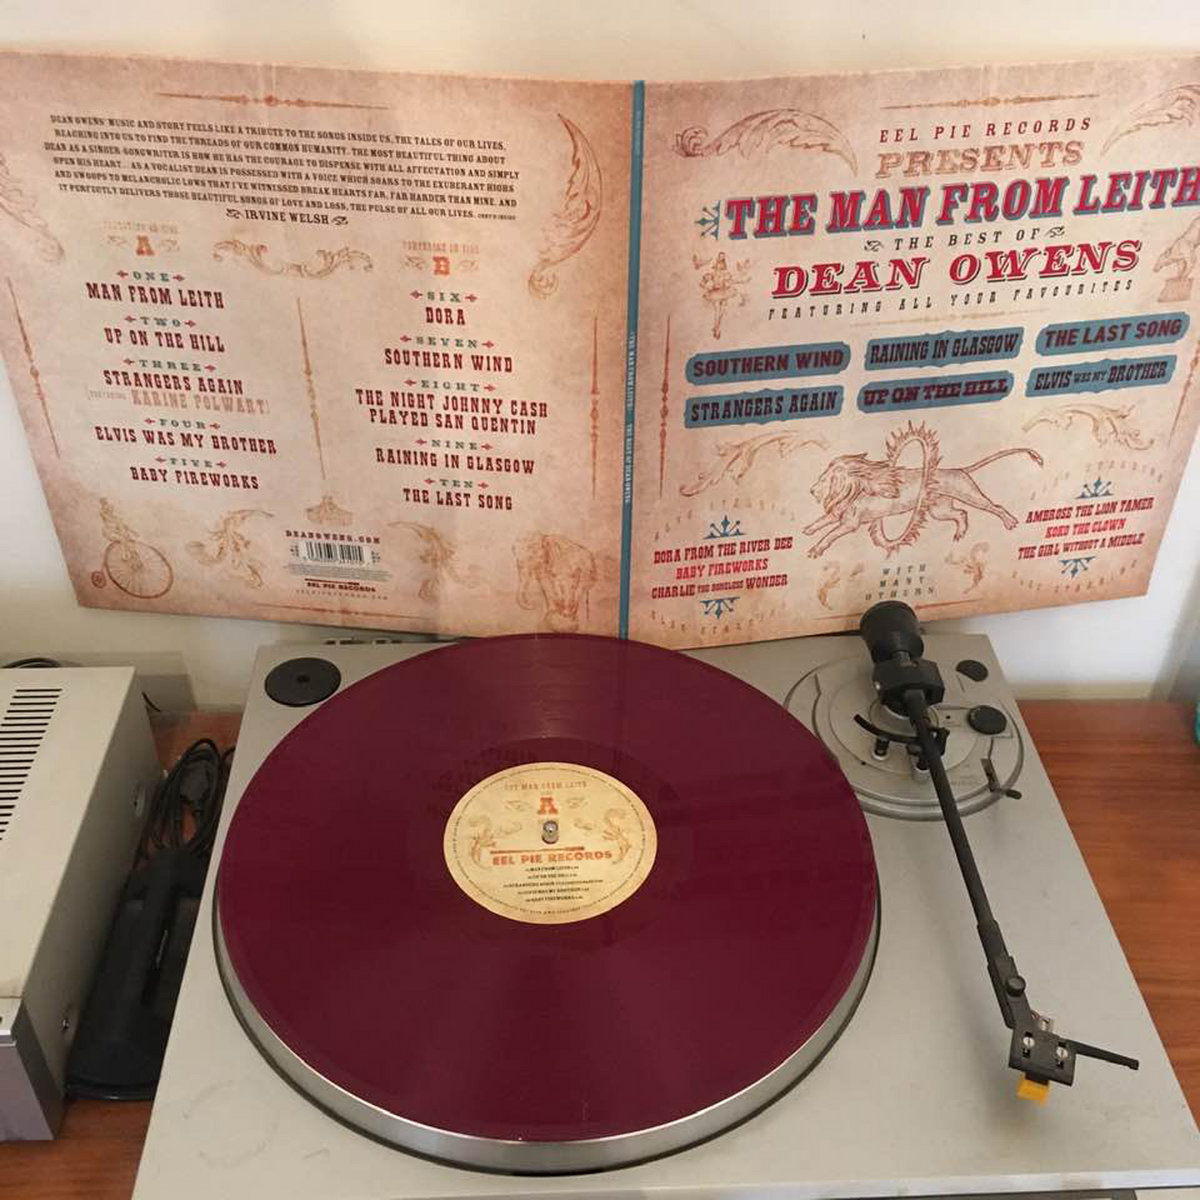 DEAN OWENS' MUSIC AND STORY FEELS LIKE A TRIBUTE TO THE SONGS INSIDE US, THE TALES OF OUR LIVES,
REACHING INTO US TO FIND THE THREADS OF OUR COMMON HUMANITY. THE MOST BEAUTIFUL THING ABOUT
DEAN AS A SINGER-SONGWRITER IS HOW HE HAS THE COURAGE TO DISPENSE WITH ALL AFFECTATION AND SIMPLY
OPEN HIS HEART... AS A VOCALIST DEAN IS POSSESSED WITH A VOICE WHICH SOARS TO THE EXUBERANT HIGHS
AND SWOOPS TO MELANCHOLIC LOWS THAT I'VE WITNESSED BREAK HEARTS FAR, FAR HARDER THAN MINE. AND
IT PERFECTLY DELIVERS THOSE BEAUTIFUL SONGS OF LOVE AND LOSS, THE PULSE OF ALL OUR LIVES.
IRVINE WELSH
A
ONE
MAN FROM LEITH
TWO
UP ON THE HILL
THREE
STRANGERS AGAIN
(FEATURING KARINE POLWART)
FOUR
ELVIS WAS MY BROTHER
FIVE
BABY FIREWORKS
B
SIX
DORA
SEVEN
SOUTHERN WIND
EIGHT
THE NIGHT JOHNNY CASH
PLAYED SAN QUENTIN
NINE
RAINING IN GLASGOW
TEN
THE LAST SONG
DEANOWENS.COM
EEL PIE RECORDS
EEL PIE RECORDS
PRESENTS
THE MAN FROM LEITH
THE BEST OF
DEAN OWENS
FEATURING ALL YOUR FAVOURITES
SOUTHERN WIND
RAINING IN GLASGOW
THE LAST SONG
STRANGERS AGAIN
UP ON THE HILL
ELVIS WAS MY BROTHER
DORA FROM THE RIVER DEE
BABY FIREWORKS
CHARLIE THE BONELESS WONDER
WITH
MANY
OTHERS
AMBROSE THE LION TAMER
KOKO THE CLOWN
THE GIRL WITHOUT A MIDDLE
THE MAN FROM LEITH
A
EEL PIE RECORDS